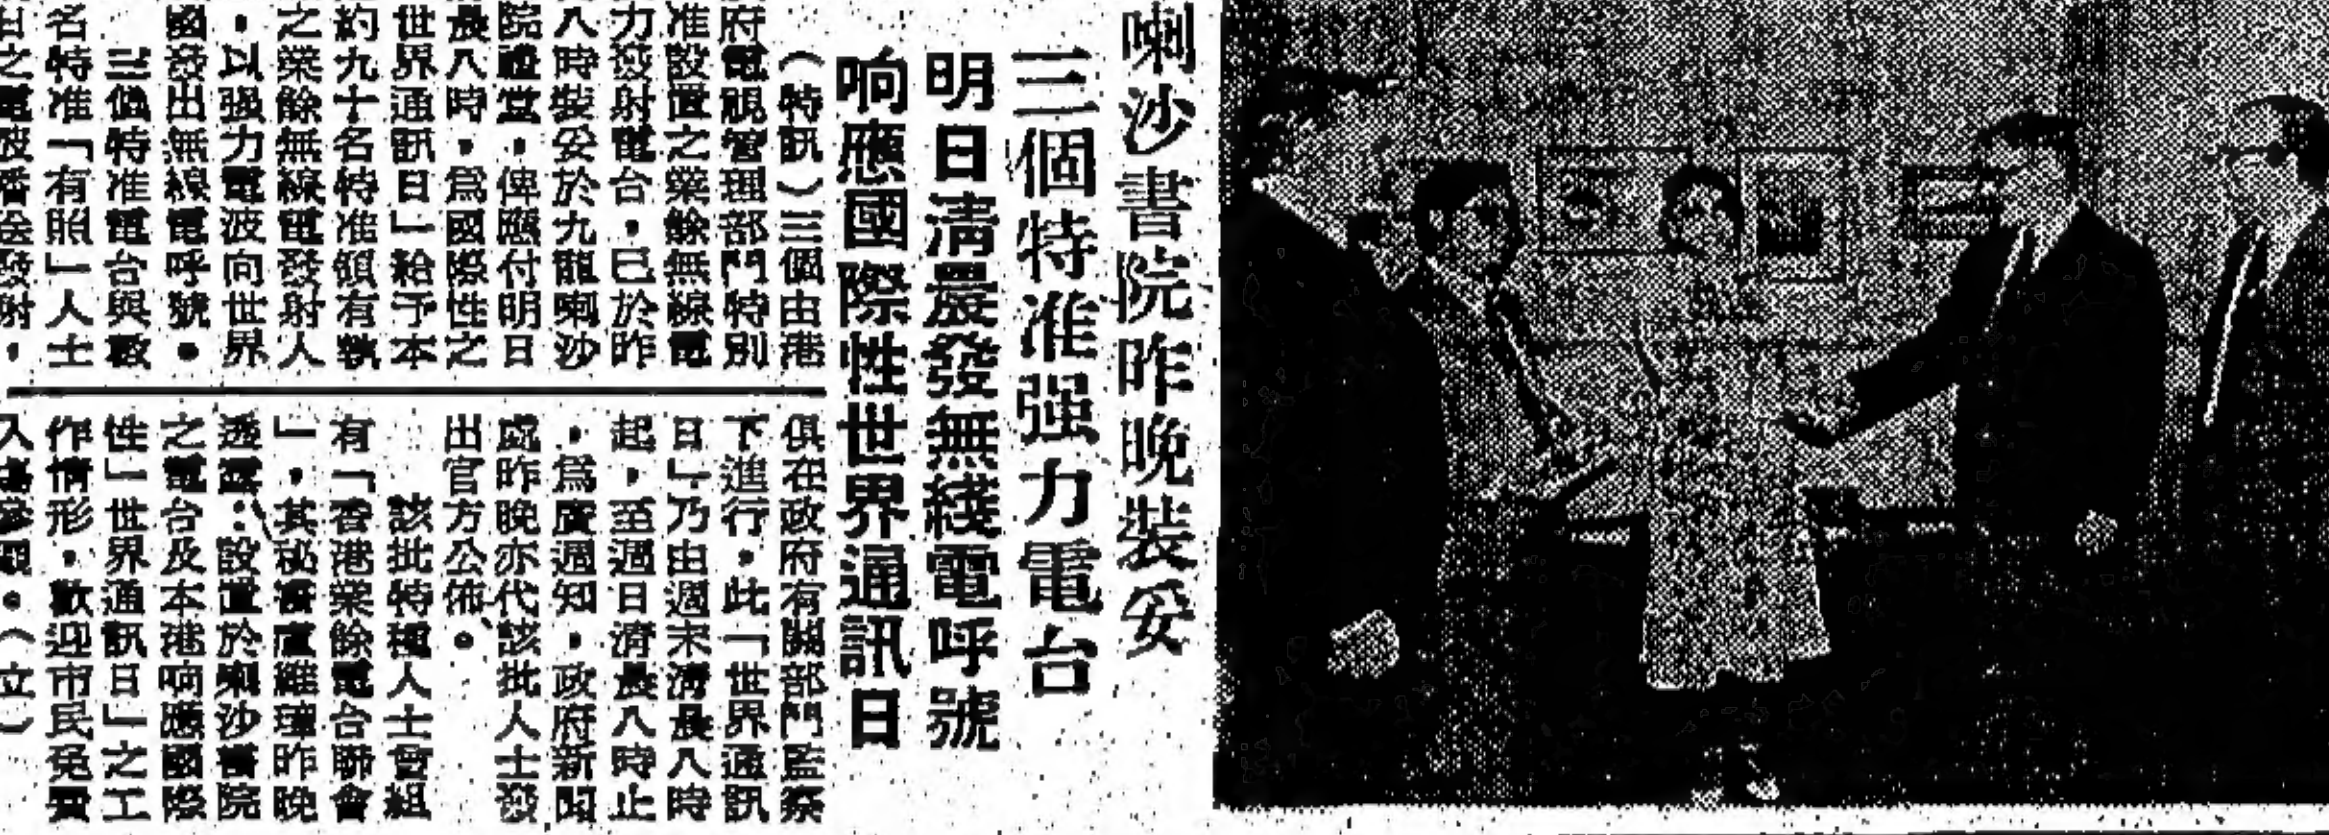 喇沙書院昨晚裝妥
三個特准强力電台
明日清晨發無綫電呼號
响應國際性世界通訊日
（特訊）三個由港
府電視管理部門特別
准設置之業餘無線電
力發射電台，已於昨
八時裝妥於九龍喇沙
院禮堂，俾應付明日
晨八時，爲國際性之
世界通訊日」給予本
約九十名特准領有執
之業餘無線電發射人
，以强力電波向世界
國發出無線電呼號。
三個特准電台與數
名特准「有照」人士
之電波播送發射，
俱在政府有關部門監察
下進行。此「世界通訊
日」乃由週末清晨八時
起，至週日清晨八時止
，爲廣週知，政府新聞
處昨晚亦代該批人士發
出官方公佈。
該批特權人士會組
有「香港業餘電台聯會
」，其秘書盧維瑋昨晚
透露：設置於喇沙書院
之電台及本港响應國際
性「世界通訊日」之工
作情形，歡迎市民免費
入場參觀。（立）